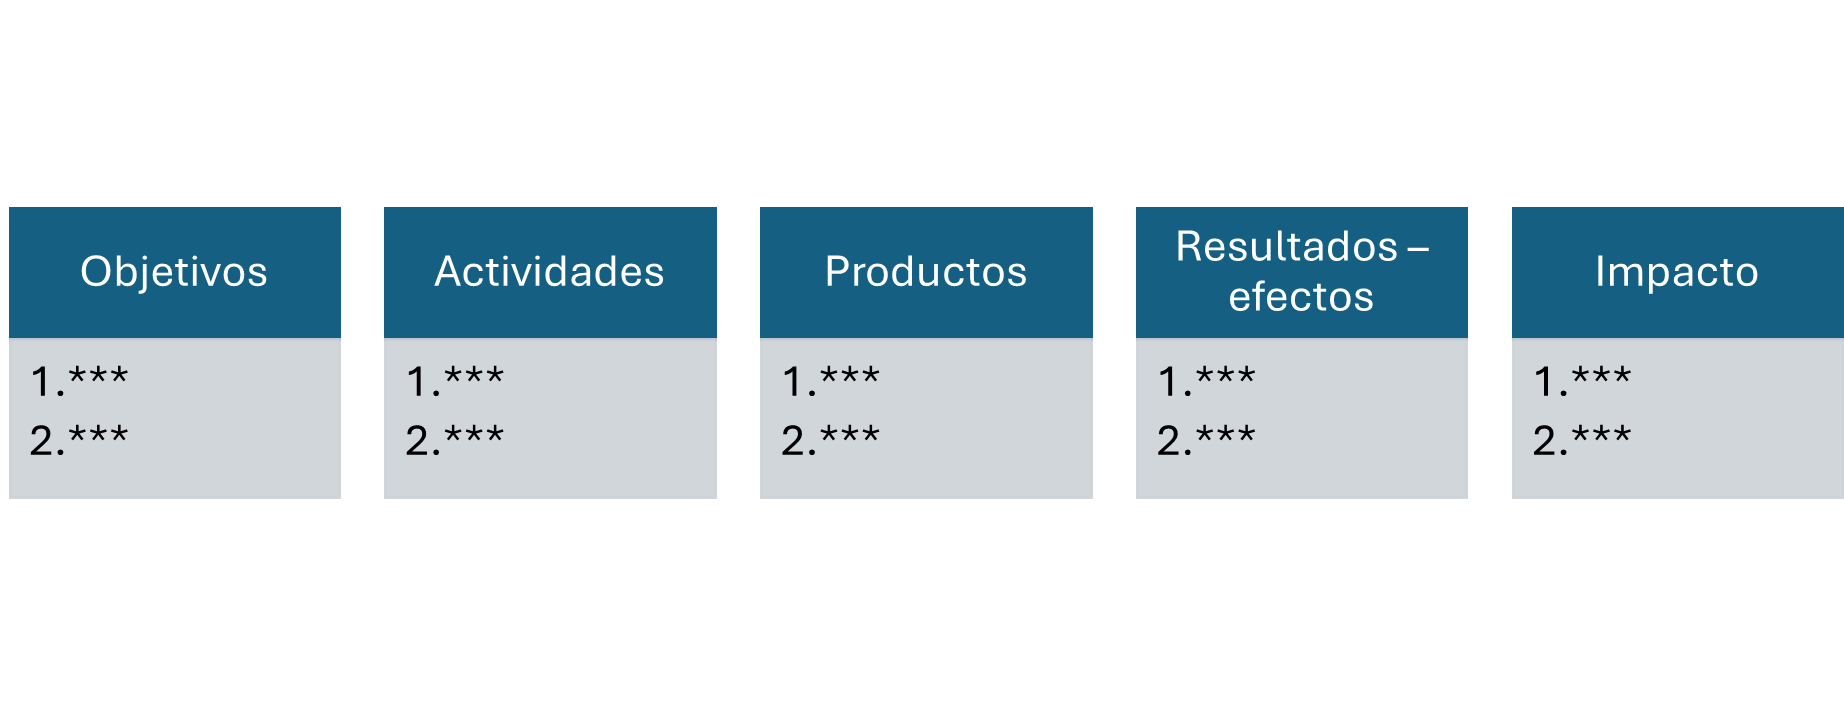 Objetivos
1.***
2.***
Actividades
1.***
2.***
Productos
1.***
2.***
Resultados –
efectos
1.***
2.***
Impacto
1.***
2.***